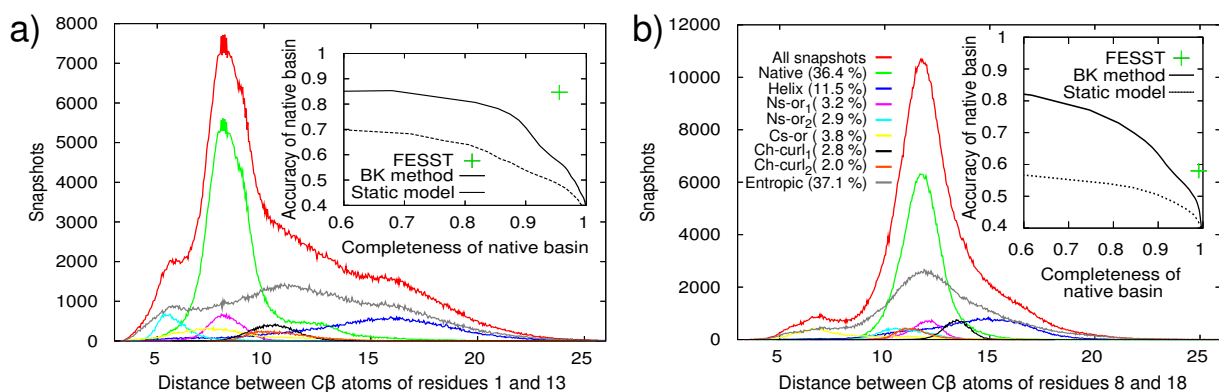 a)
8000
7000
6000
5000
4000
3000
2000
1000
0
Snapshots
5
10
15
20
25
Distance between Cβ atoms of residues 1 and 13
1
0.9
0.8
0.7
0.6
0.5
0.4
Accuracy of native basin
FESST
BK method
Static model
0.6
0.7
0.8
0.9
1
Completeness of native basin
b)
12000
10000
8000
6000
4000
2000
0
Snapshots
All snapshots
Native (36.4 %)
Helix (11.5 %)
Ns-or1( 3.2 %)
Ns-or2( 2.9 %)
Cs-or ( 3.8 %)
Ch-curl1( 2.8 %)
Ch-curl2( 2.0 %)
Entropic (37.1 %)
5
10
15
20
25
Distance between Cβ atoms of residues 8 and 18
1
0.9
0.8
0.7
0.6
0.5
0.4
Accuracy of native basin
FESST
BK method
Static model
0.6
0.7
0.8
0.9
1
Completeness of
native basin